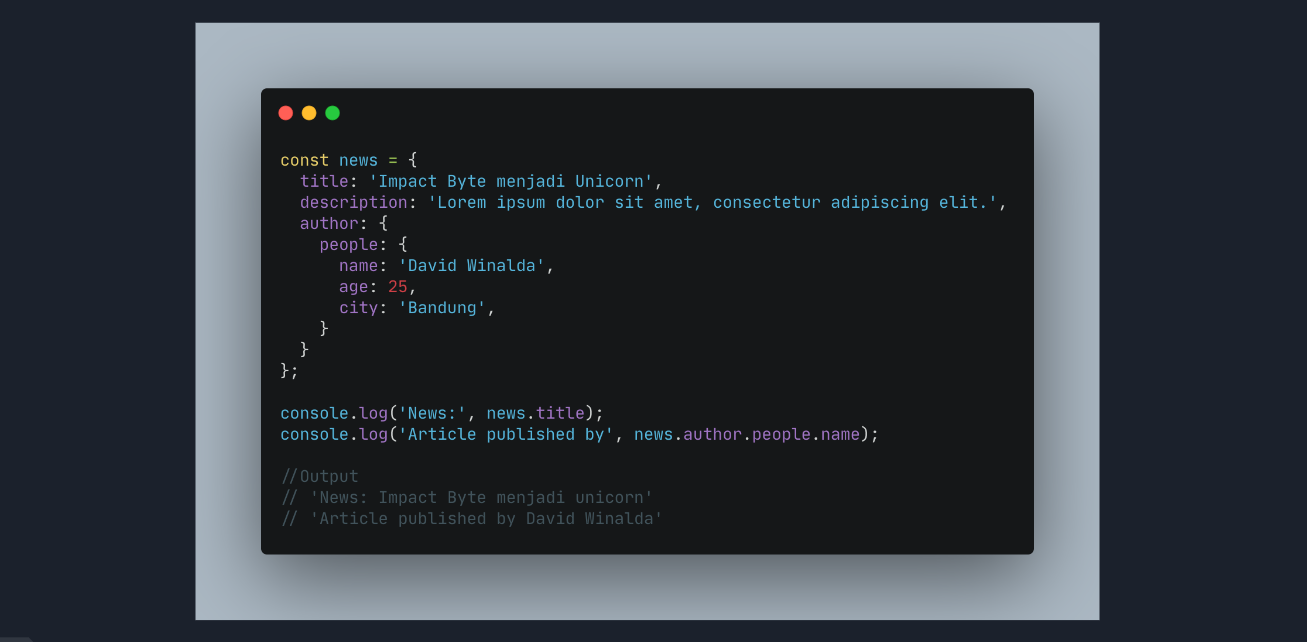 const news = {
  title: 'Impact Byte menjadi Unicorn',
  description: 'Lorem ipsum dolor sit amet, consectetur adipiscing elit.',
  author: {
    people: {
      name: 'David Winalda',
      age: 25,
      city: 'Bandung',
    }
  }
};

console.log('News:', news.title);
console.log('Article published by', news.author.people.name);

//Output
// 'News: Impact Byte menjadi unicorn'
// 'Article published by David Winalda'